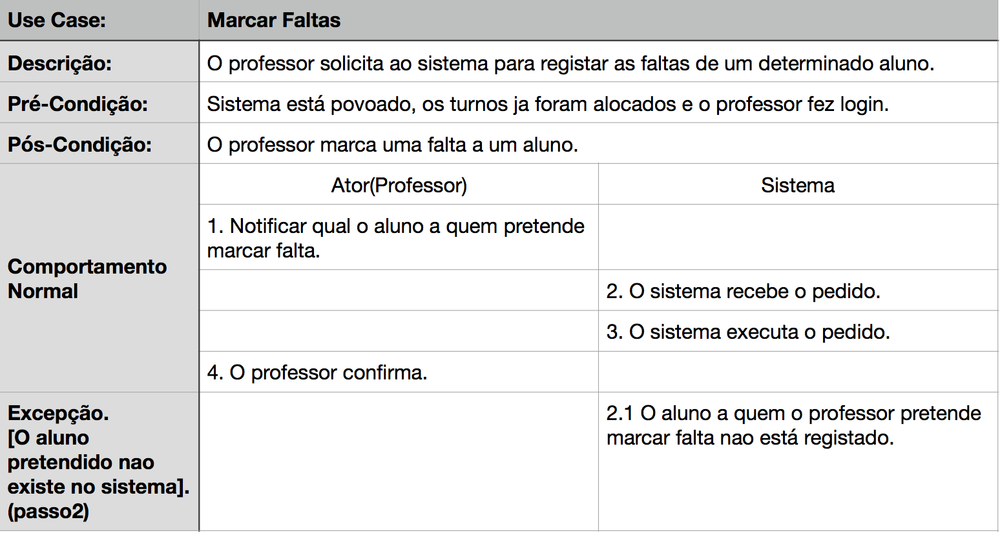 Use Case:
Marcar Faltas
Descrição:
O professor solicita ao sistema para registar as faltas de um determinado aluno.
Pré-Condição:
Sistema está povoado, os turnos ja foram alocados e o professor fez login.
Pós-Condição:
O professor marca uma falta a um aluno.
Comportamento
Normal
Ator(Professor)
Sistema
1. Notificar qual o aluno a quem pretende
marcar falta.
2. O sistema recebe o pedido.
3. O sistema executa o pedido.
4. O professor confirma.
Excepção.
[O aluno
pretendido nao
existe no sistema].
(passo2)
2.1 O aluno a quem o professor pretende
marcar falta nao está registado.